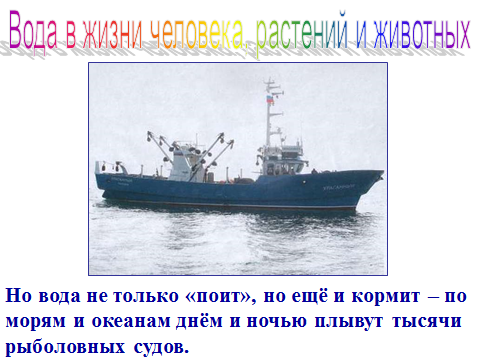 Вода в жизни человека, растений и животных
Но вода не только «поит», но ещё и кормит – по
морям и океанам днём и ночью плывут тысячи
рыболовных судов.